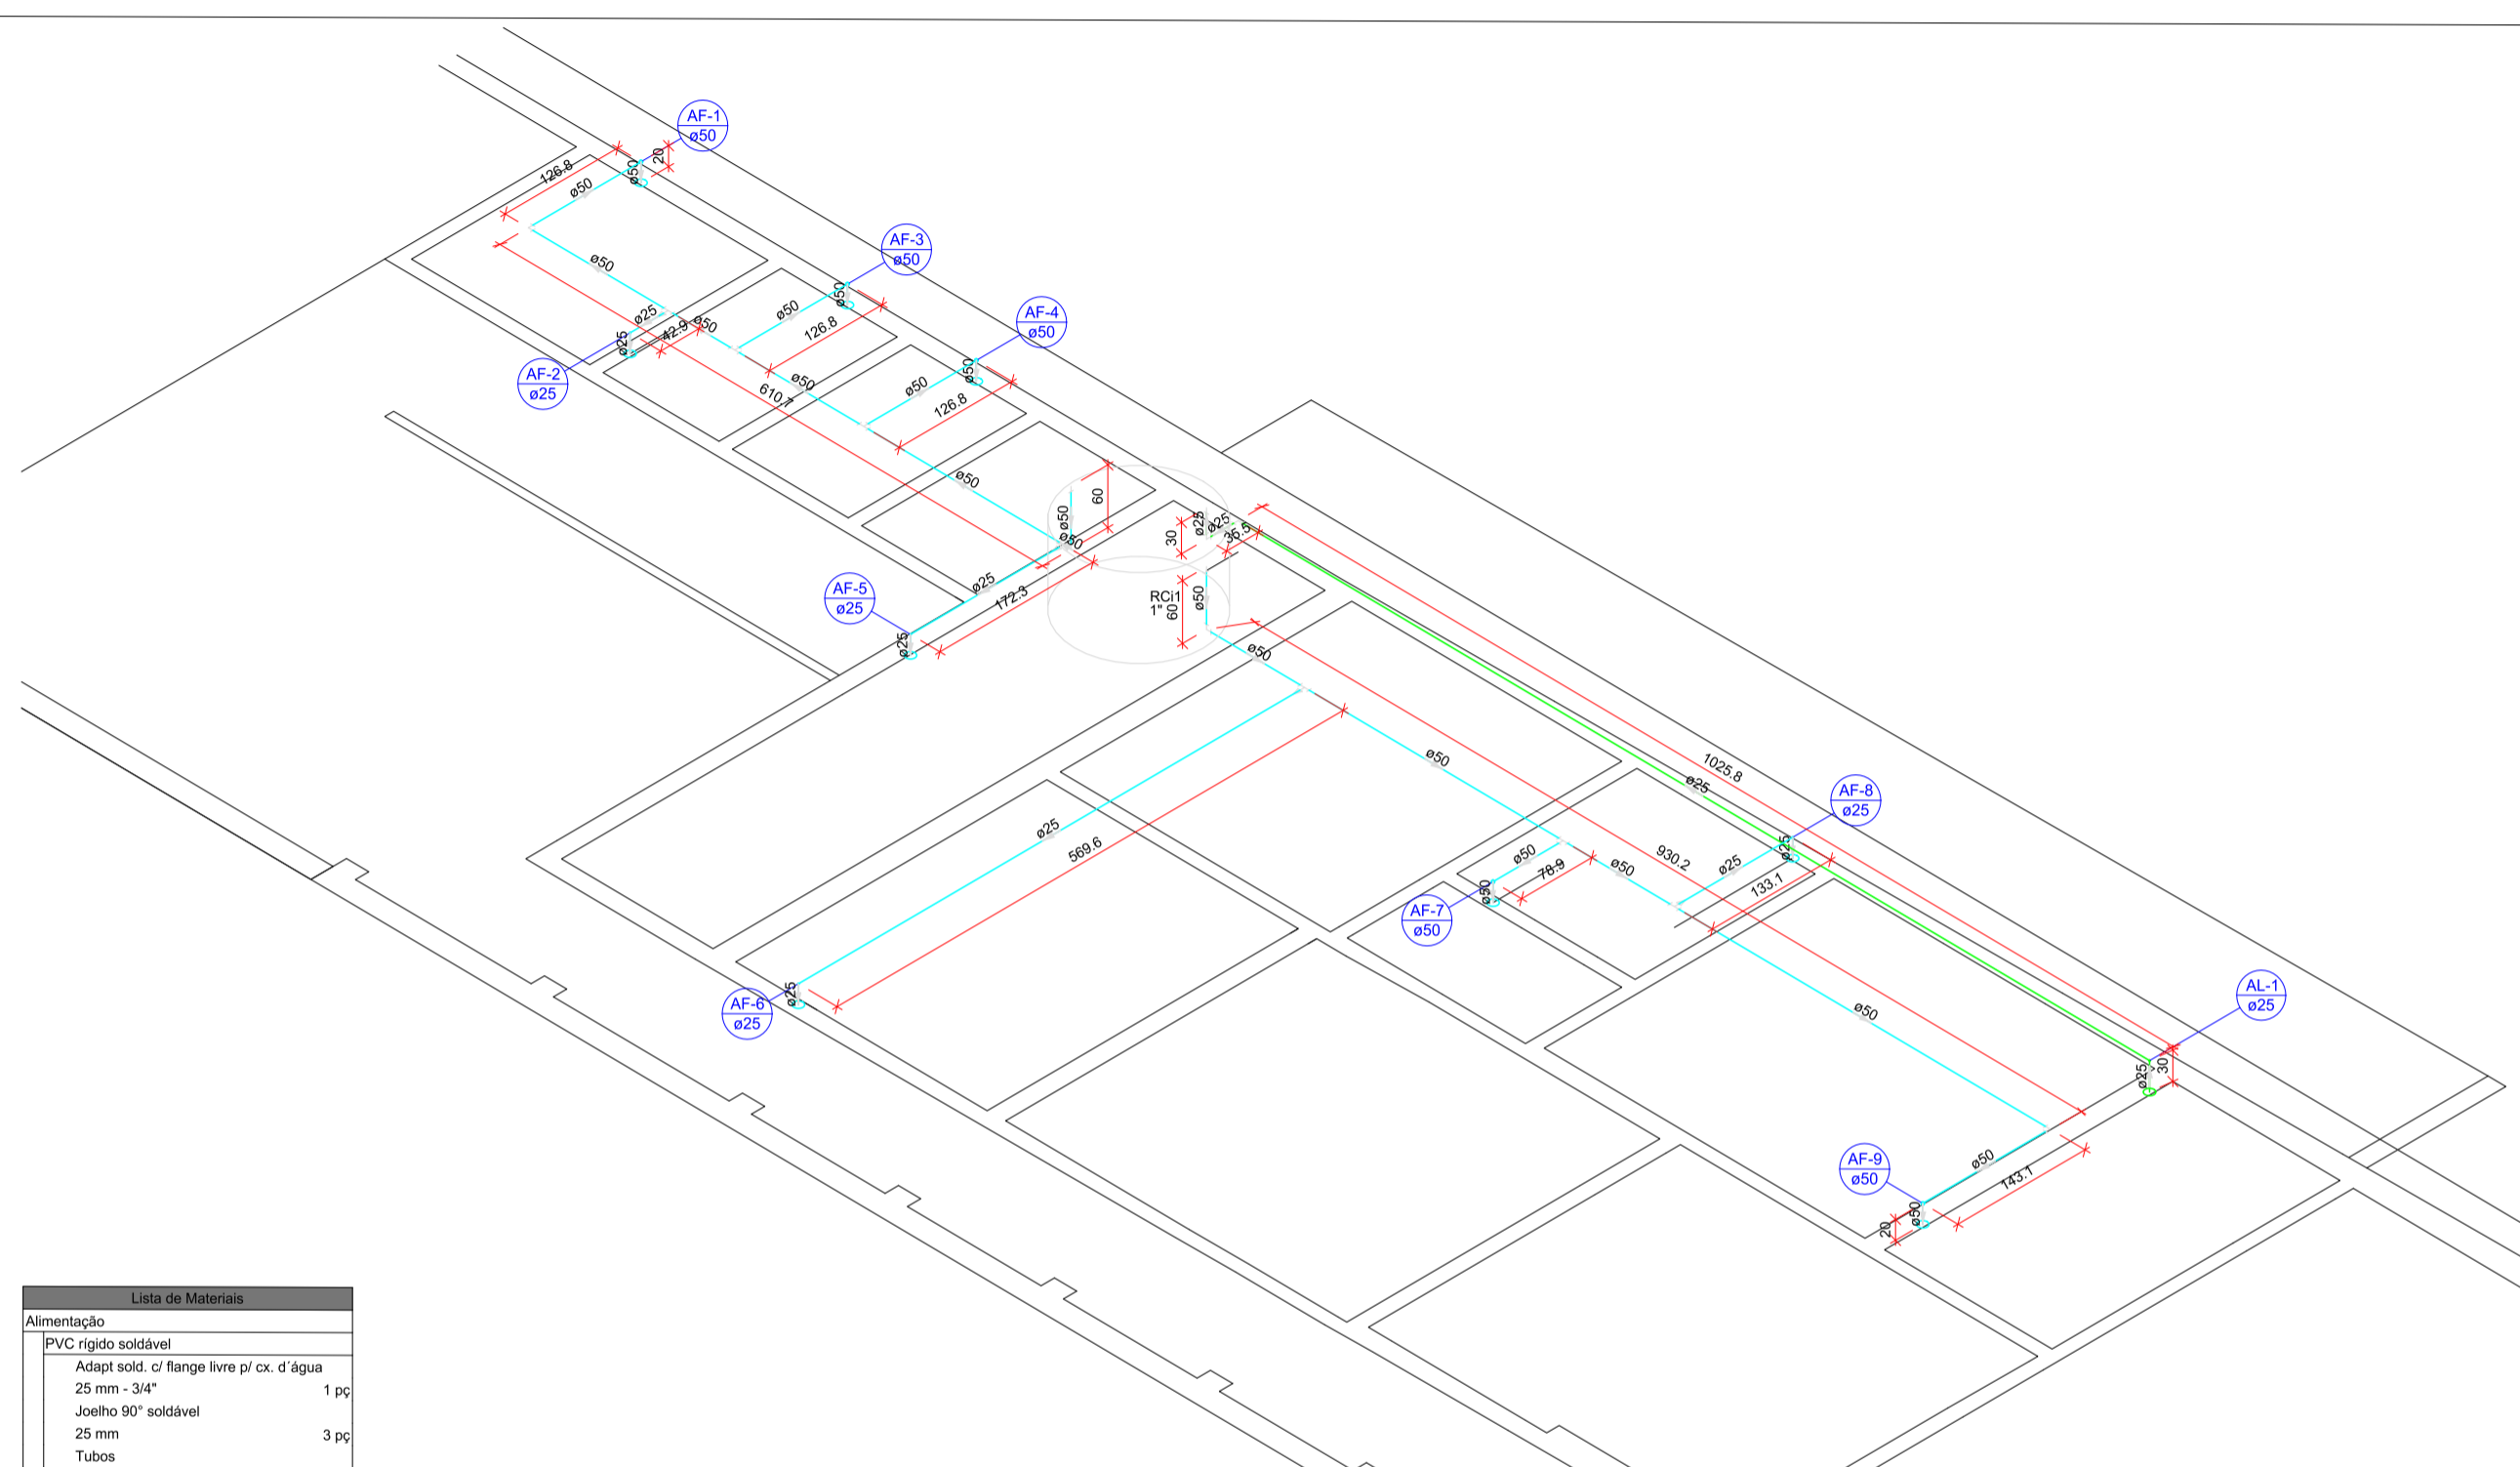 AF-1
ø50
20
ø50
126.8
ø50
AF-3
ø50
ø50
ø50
ø50
126.8
AF-4
ø50
ø25
ø50
42.9
ø25
AF-2
ø25
ø50
ø50
ø50
126.8
610.7
ø50
60
ø50
ø50
ø25
ø25
36.5
30
RCi1
1"
60
ø50
AF-5
ø25
ø25
172.3
ø25
ø50
ø50
1025.8
ø25
AF-8
ø25
ø25
ø25
569.6
ø50
78.9
ø50
930.2
ø25
133.1
ø50
AF-7
ø50
ø25
AF-6
ø25
ø50
AL-1
ø25
ø25
30
AF-9
ø50
ø50
143.1
ø50
20
Lista de Materiais
Alimentação
PVC rígido soldável
Adapt sold. c/ flange livre p/ cx. d´água
25 mm - 3/4" 1 pç
Joelho 90° soldável
25 mm 3 pç
Tubos